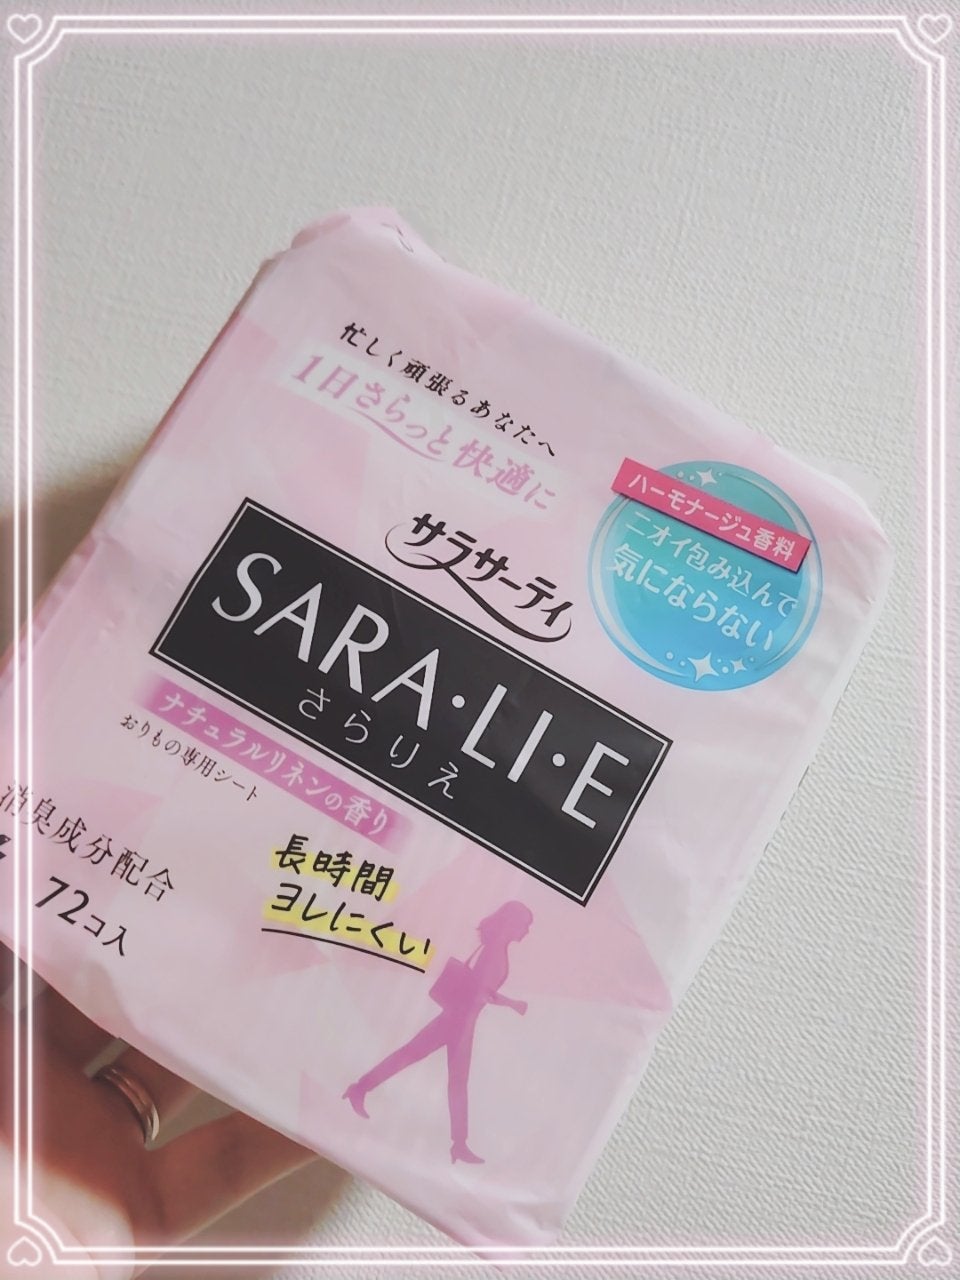 忙しく頑張るあなたへ
1日さらっと快適に
ハーモナージュ香料
ニオイ包み込んで
気にならない
サラサーティ
SARA・LI・E
さらりえ
ナチュラルリネンの香り
おりもの専用シート
消臭成分配合
72コ入
長時間
ヨレにくい